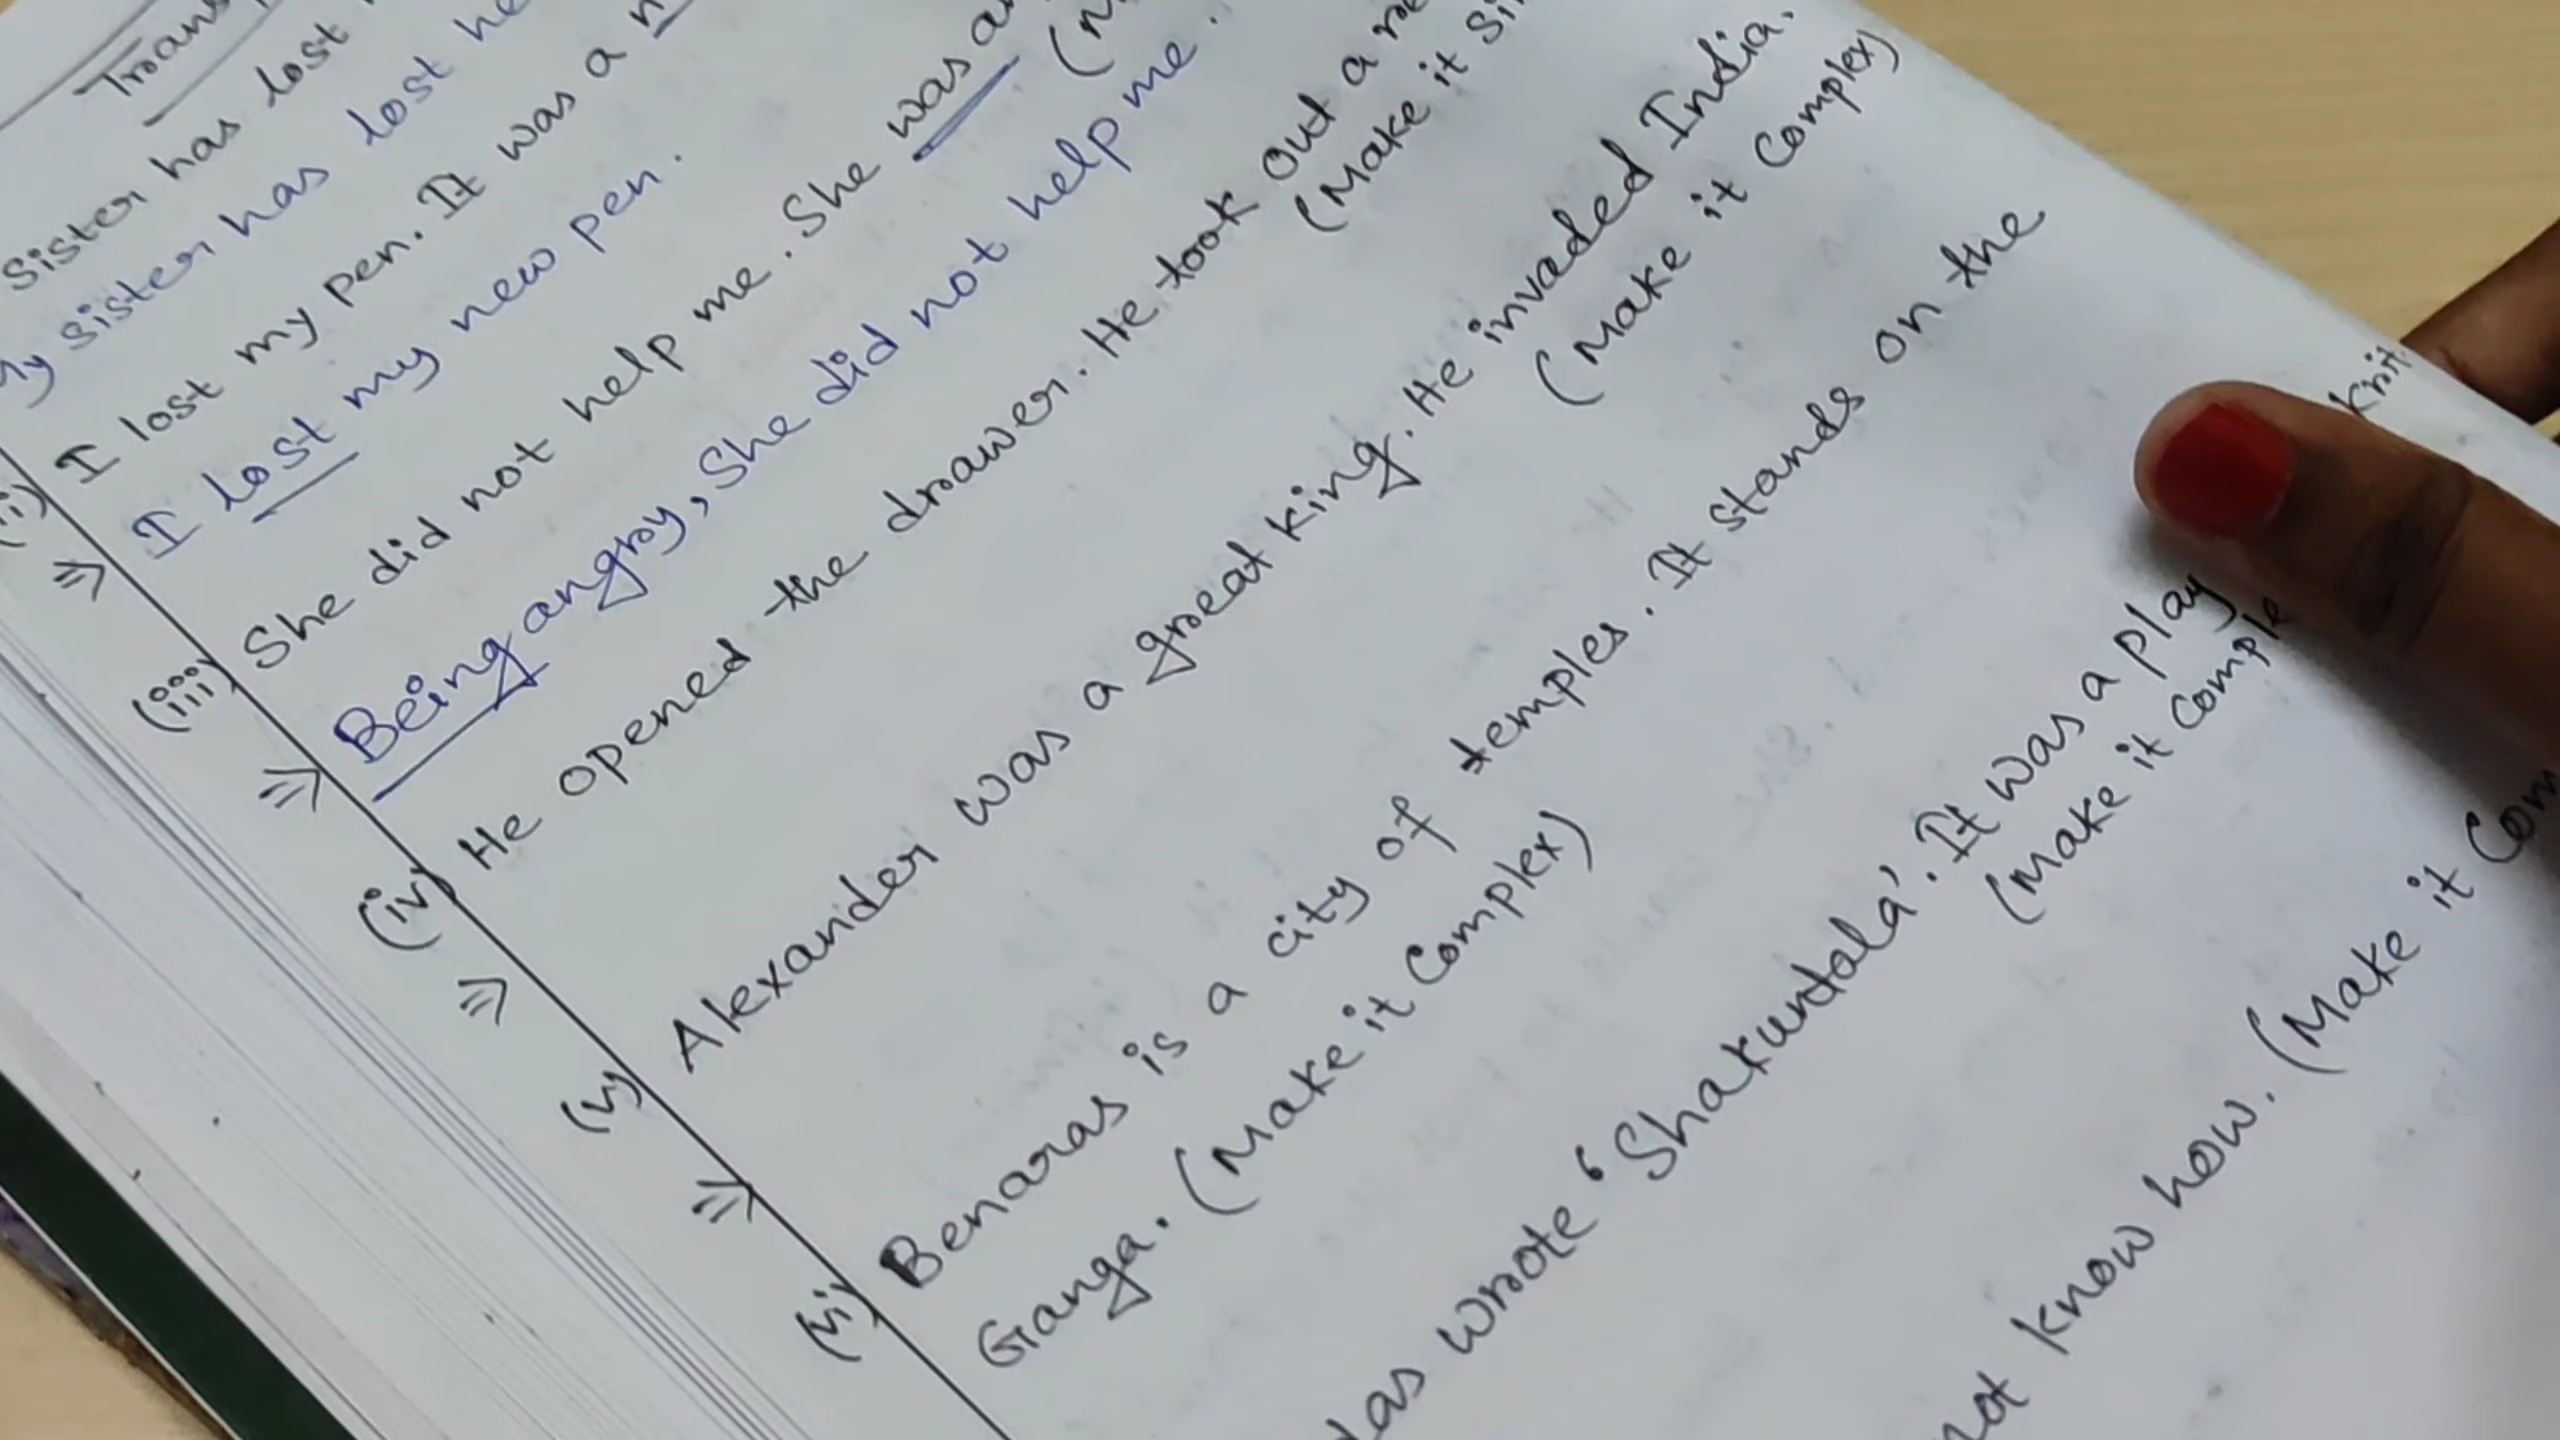 Trans
Sister has lost
My sister has lost he
(ii) I lost my pen. It was a n
⇒ I lost my new pen.
(iii) She did not help me. She was an
⇒ Being angry, She did not help me.
(iv) He opened the drawer. He took out a re
(Make it Si
⇒
(v) Alexander was a great king. He invaded India.
(Make it Complex)
⇒
(vi) Benaras is a city of temples. It stands on the
Ganga. (Make it Complex)
das wrote 'Shakuntala'. It was a play
(Make it Comple
knit
not know how. (Make it Com